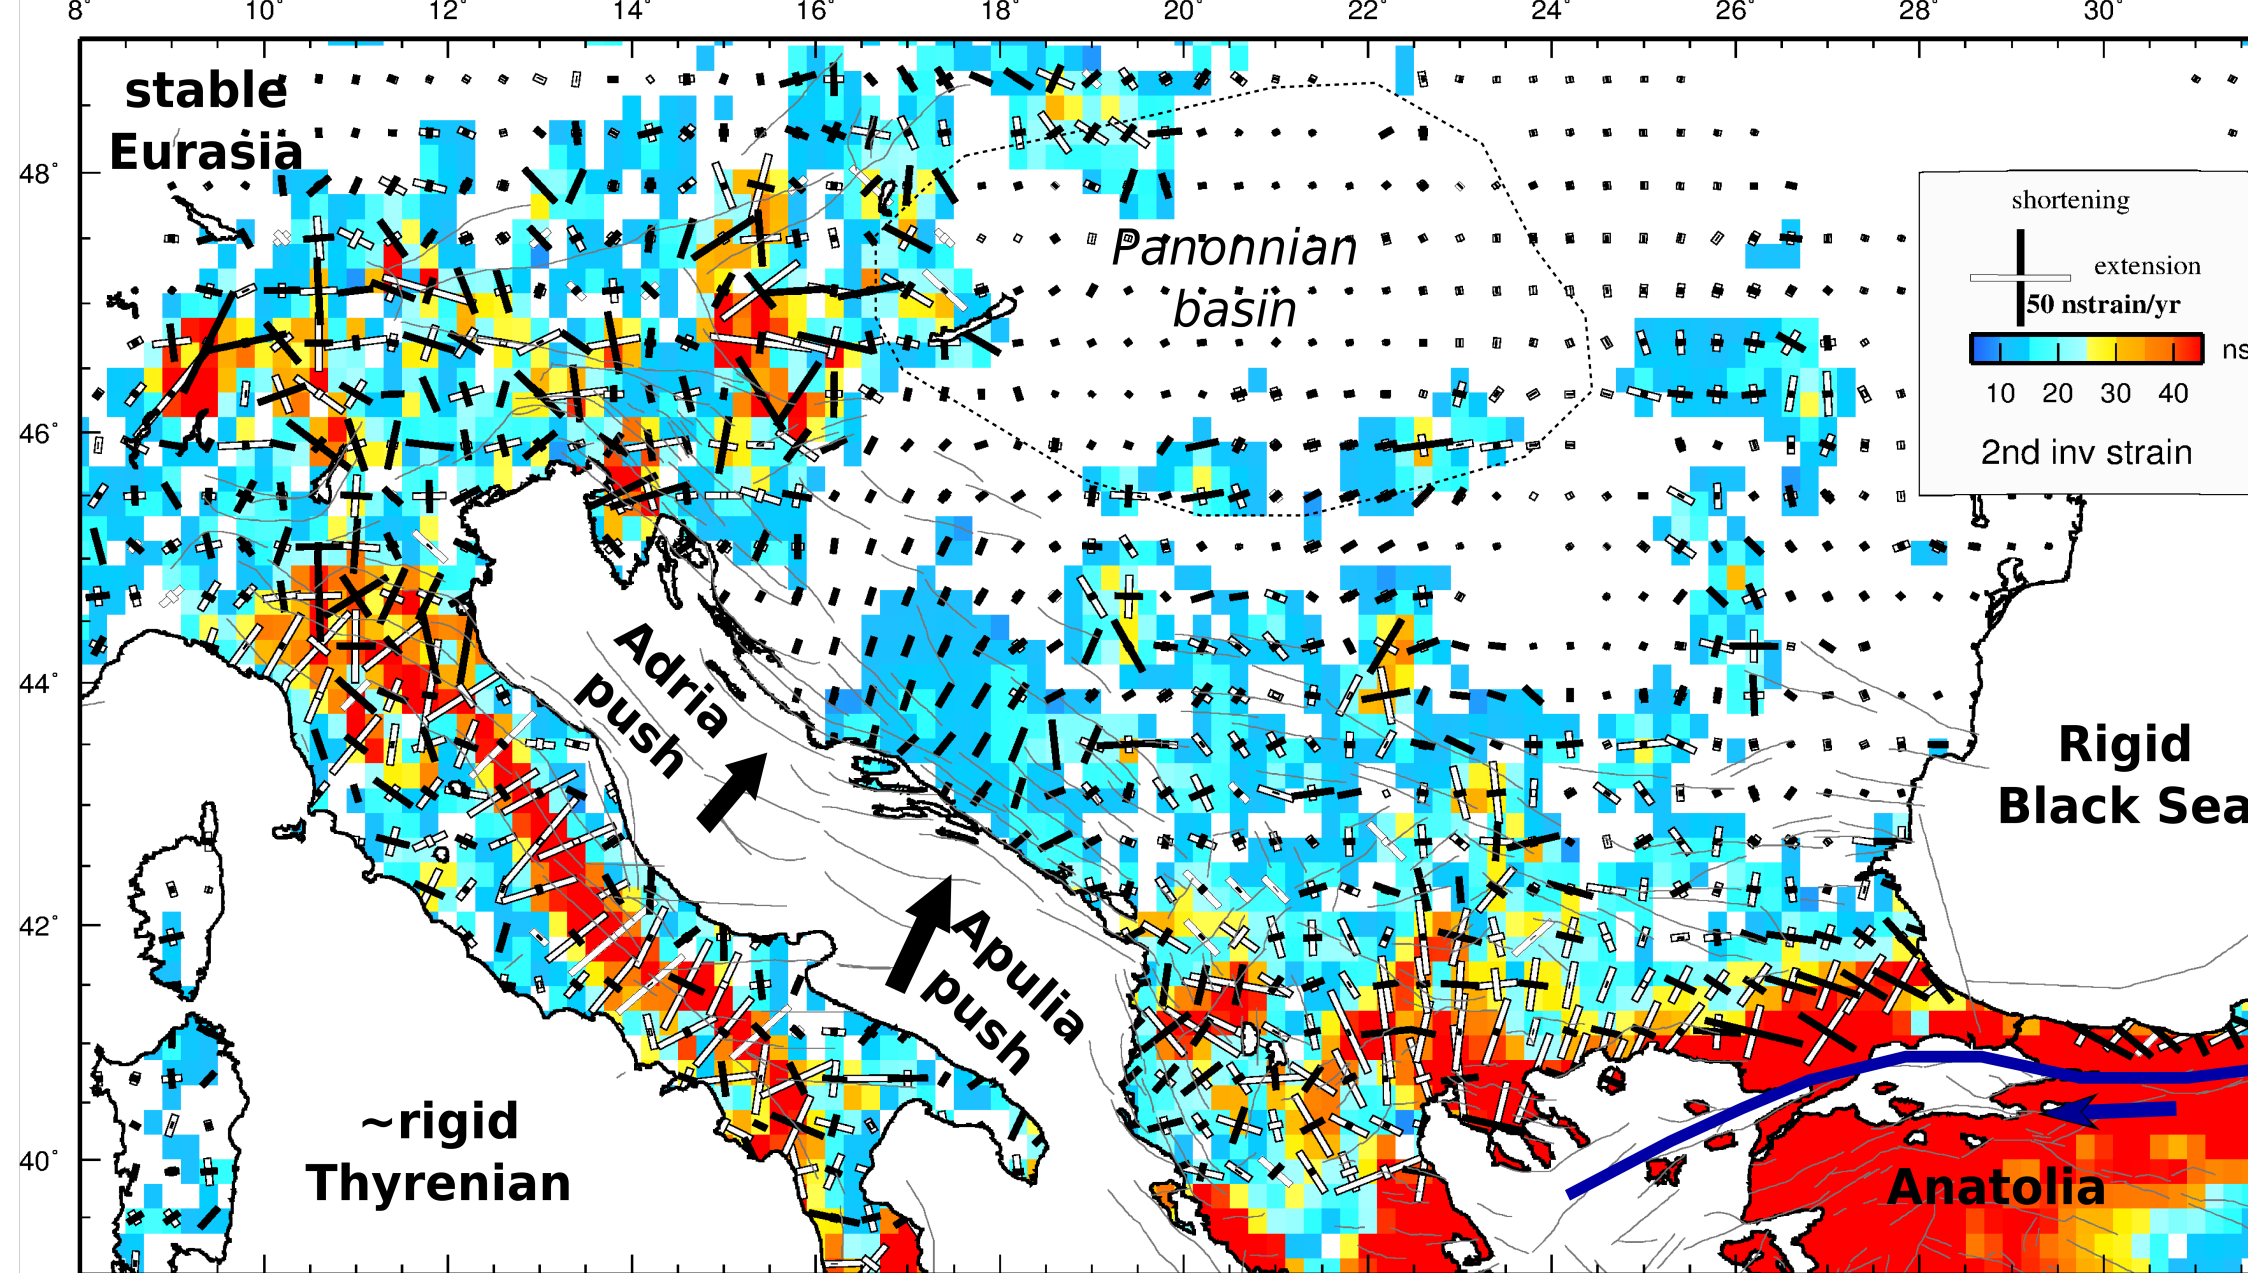 8° 10° 12° 14° 16° 18° 20° 22° 24° 26° 28° 30°
stable
Eurasia
48°
46°
44°
42°
40°
Panonnian
basin
shortening
extension
50 nstrain/yr
ns
10 20 30 40
2nd inv strain
Adria
push
Apulia
push
Rigid
Black Sea
~rigid
Thyrenian
Anatolia